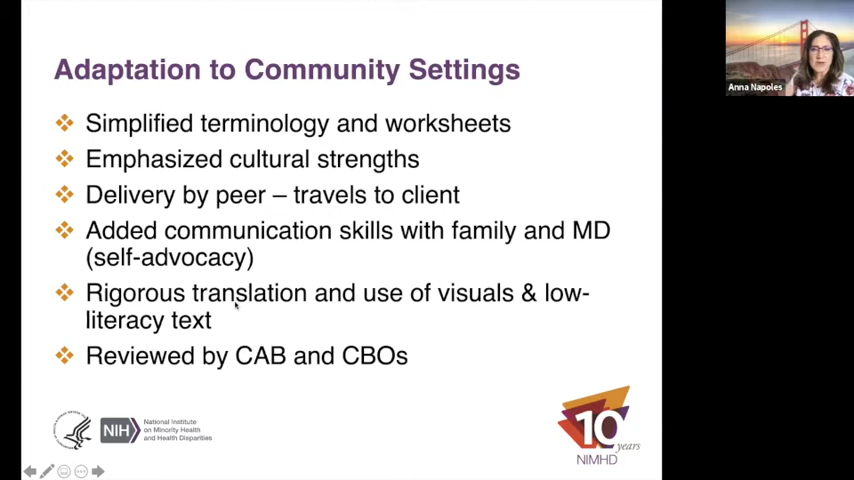 Adaptation to Community Settings
Simplified terminology and worksheets
Emphasized cultural strengths
Delivery by peer – travels to client
Added communication skills with family and MD
(self-advocacy)
Rigorous translation and use of visuals & low-
literacy text
Reviewed by CAB and CBOs
NIH
National Institute
on Minority Health
and Health Disparities
10
years
NIMHD
Anna Napoles